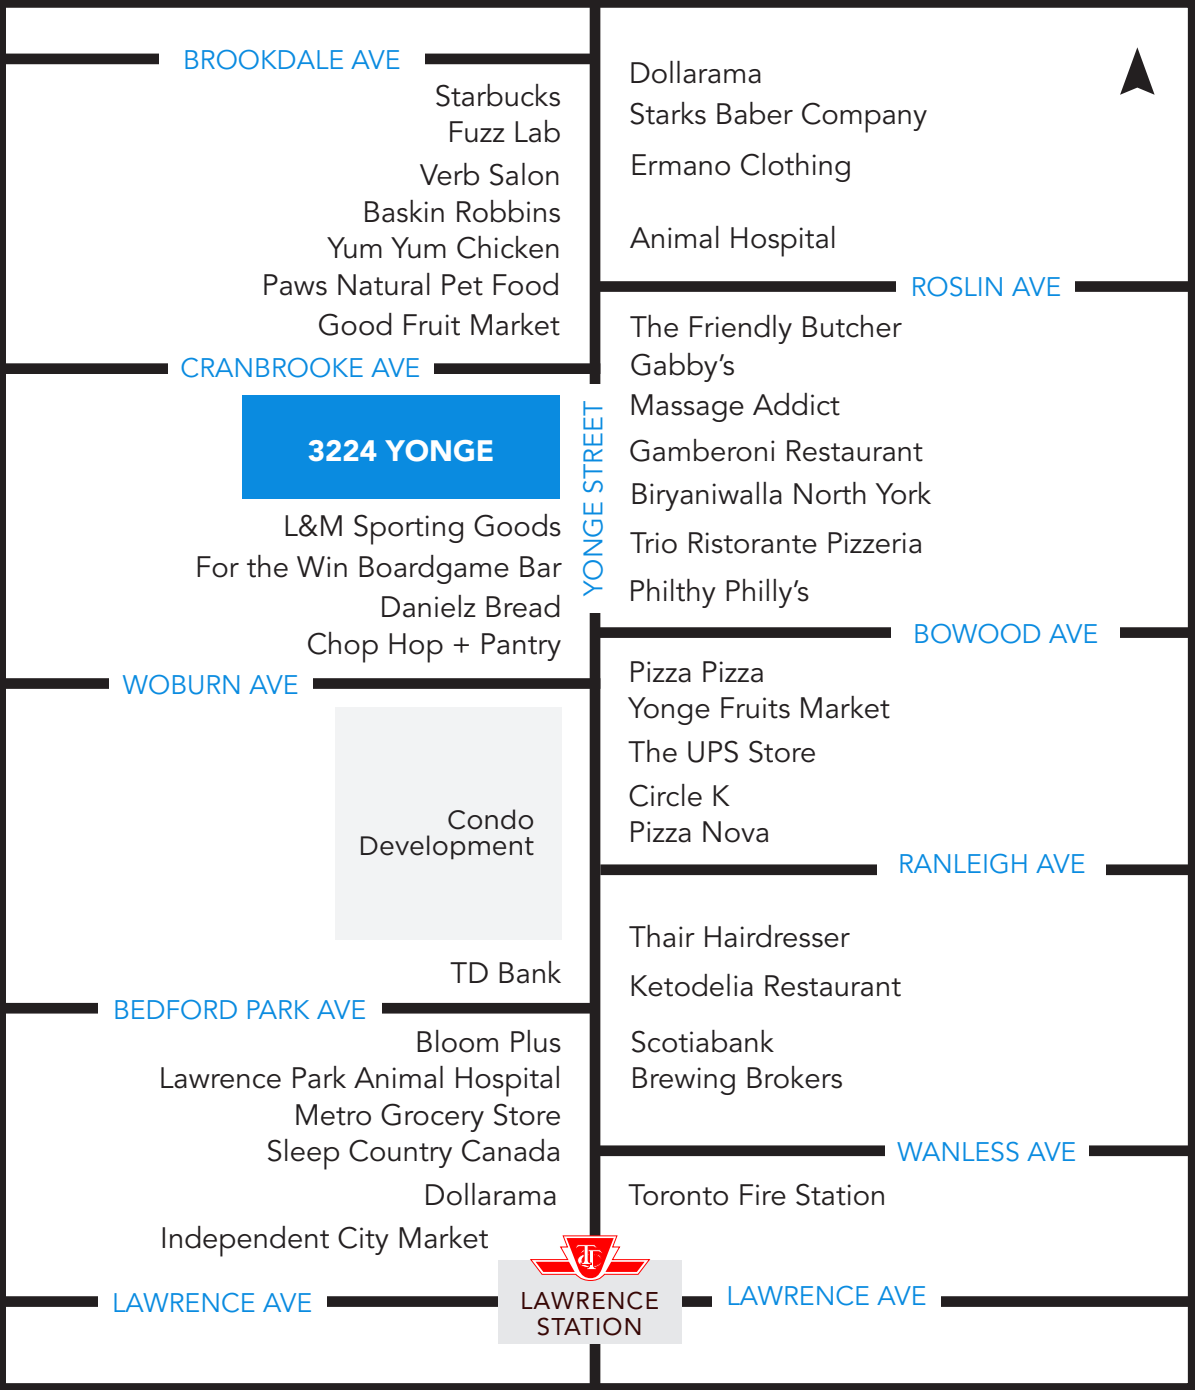 BROOKDALE AVE
Starbucks
Fuzz Lab
Verb Salon
Baskin Robbins
Yum Yum Chicken
Paws Natural Pet Food
Good Fruit Market
CRANBROOKE AVE
3224 YONGE
L&M Sporting Goods
For the Win Boardgame Bar
Danielz Bread
Chop Hop + Pantry
WOBURN AVE
Condo
Development
TD Bank
BEDFORD PARK AVE
Bloom Plus
Lawrence Park Animal Hospital
Metro Grocery Store
Sleep Country Canada
Dollarama
Independent City Market
LAWRENCE AVE
YONGE STREET
TTC
LAWRENCE
STATION
Dollarama
Starks Baber Company
Ermano Clothing
Animal Hospital
ROSLIN AVE
The Friendly Butcher
Gabby’s
Massage Addict
Gamberoni Restaurant
Biryaniwalla North York
Trio Ristorante Pizzeria
Philthy Philly’s
BOWOOD AVE
Pizza Pizza
Yonge Fruits Market
The UPS Store
Circle K
Pizza Nova
RANLEIGH AVE
Thair Hairdresser
Ketodelia Restaurant
Scotiabank
Brewing Brokers
WANLESS AVE
Toronto Fire Station
LAWRENCE AVE